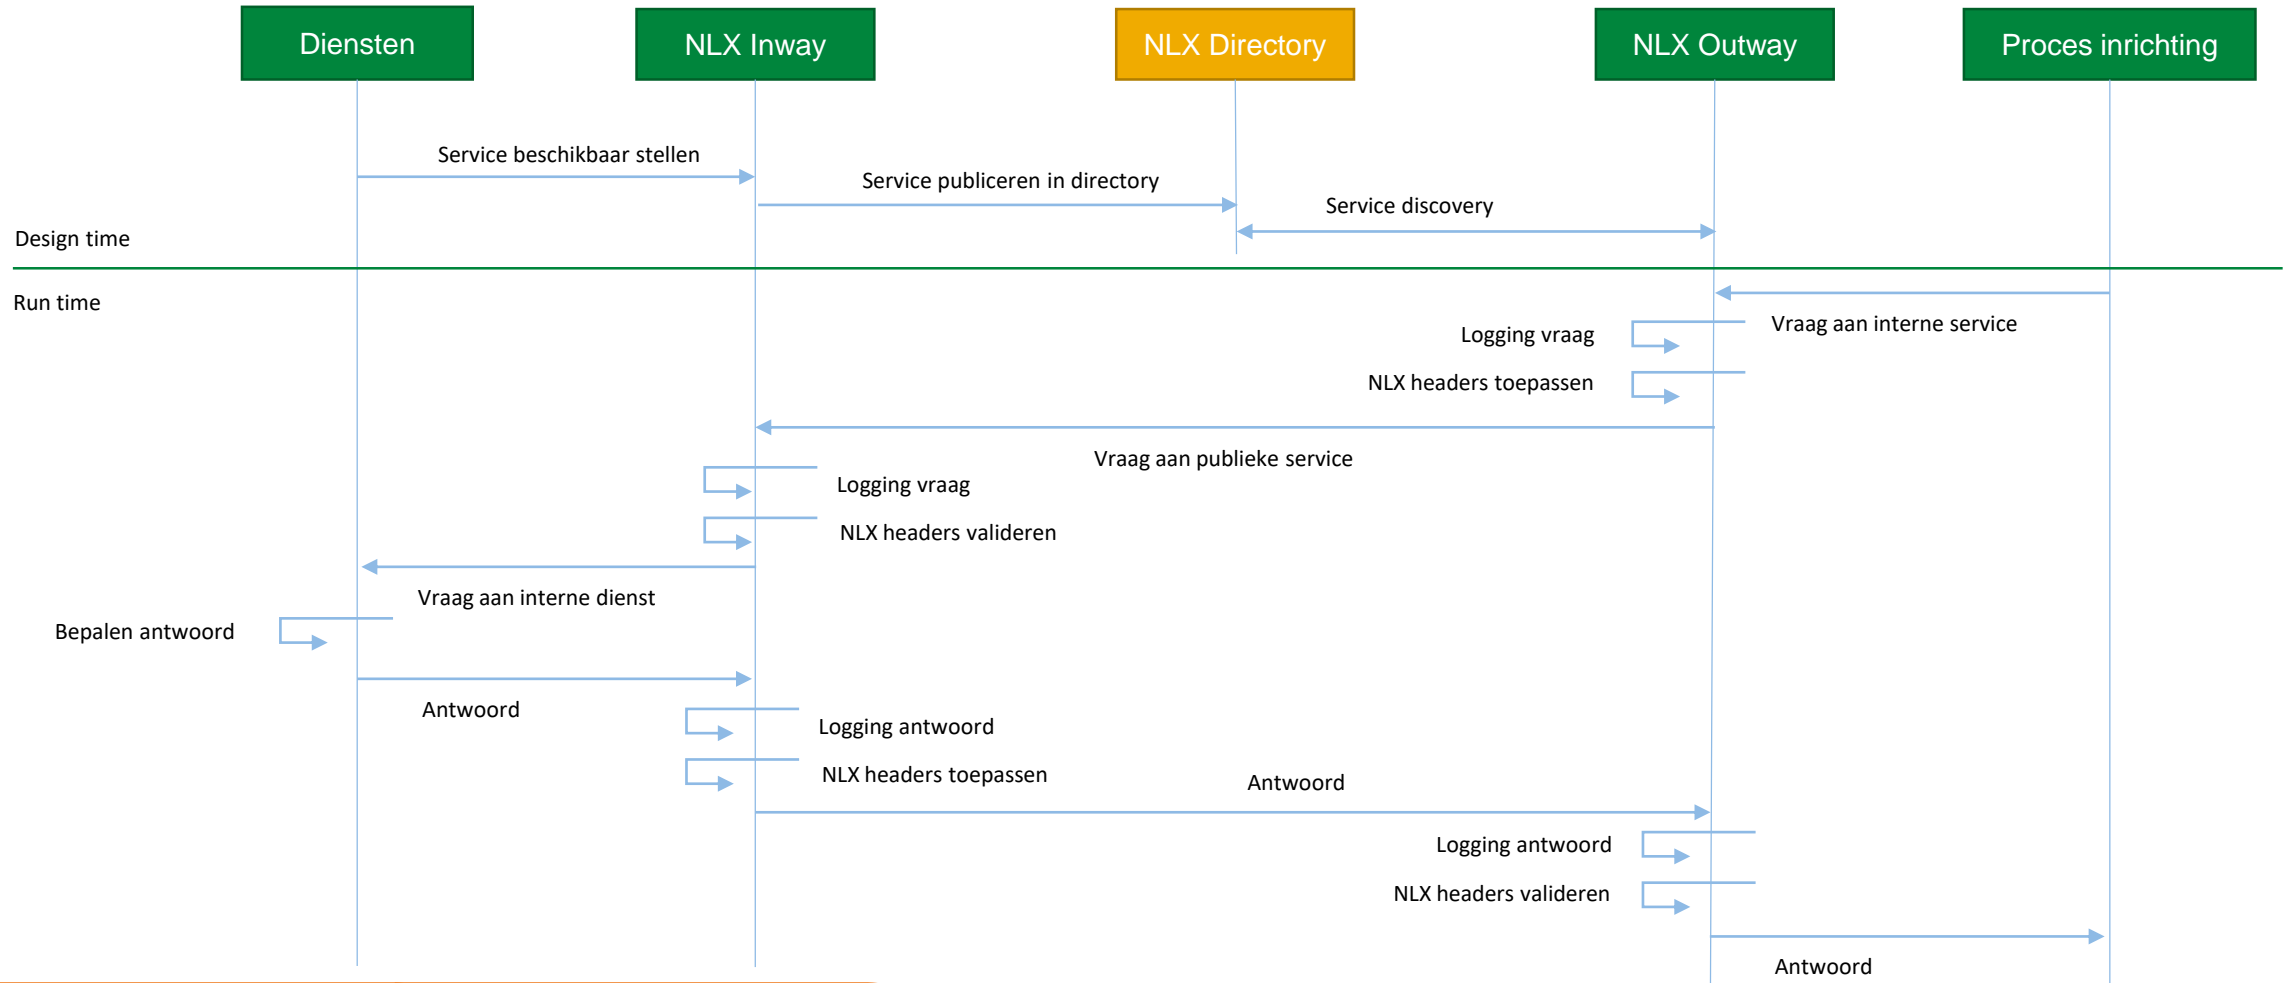 Diensten
NLX Inway
NLX Directory
NLX Outway
Proces inrichting
Service beschikbaar stellen
Service publiceren in directory
Service discovery
Design time
Run time
Vraag aan interne service
Logging vraag
NLX headers toepassen
Vraag aan publieke service
Logging vraag
NLX headers valideren
Vraag aan interne dienst
Bepalen antwoord
Antwoord
Logging antwoord
NLX headers toepassen
Antwoord
Logging antwoord
NLX headers valideren
Antwoord